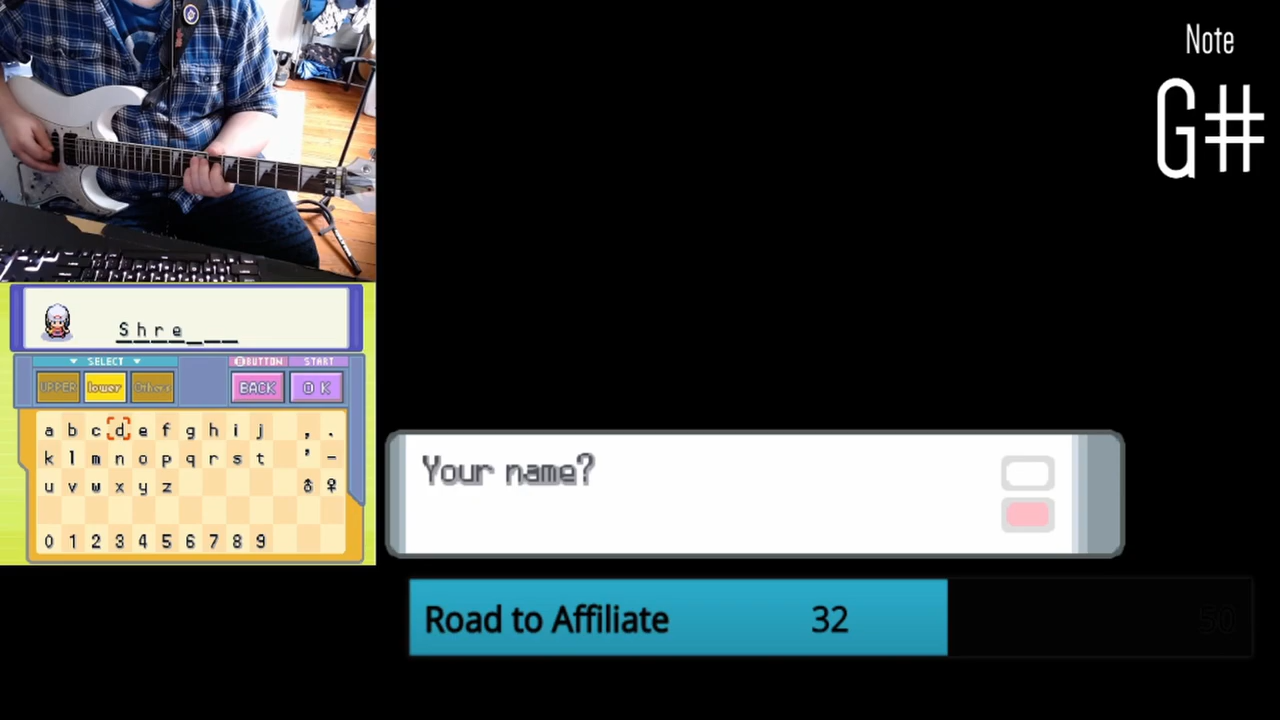 Note
G#
Shre___
SELECT
BUTTON
START
UPPER
lower
Others
BACK
OK
a b c d e f g h i j , .
k l m n o p q r s t ' -
u v w x y z ♂ ♀
0 1 2 3 4 5 6 7 8 9
Your name?
Road to Affiliate 32 50